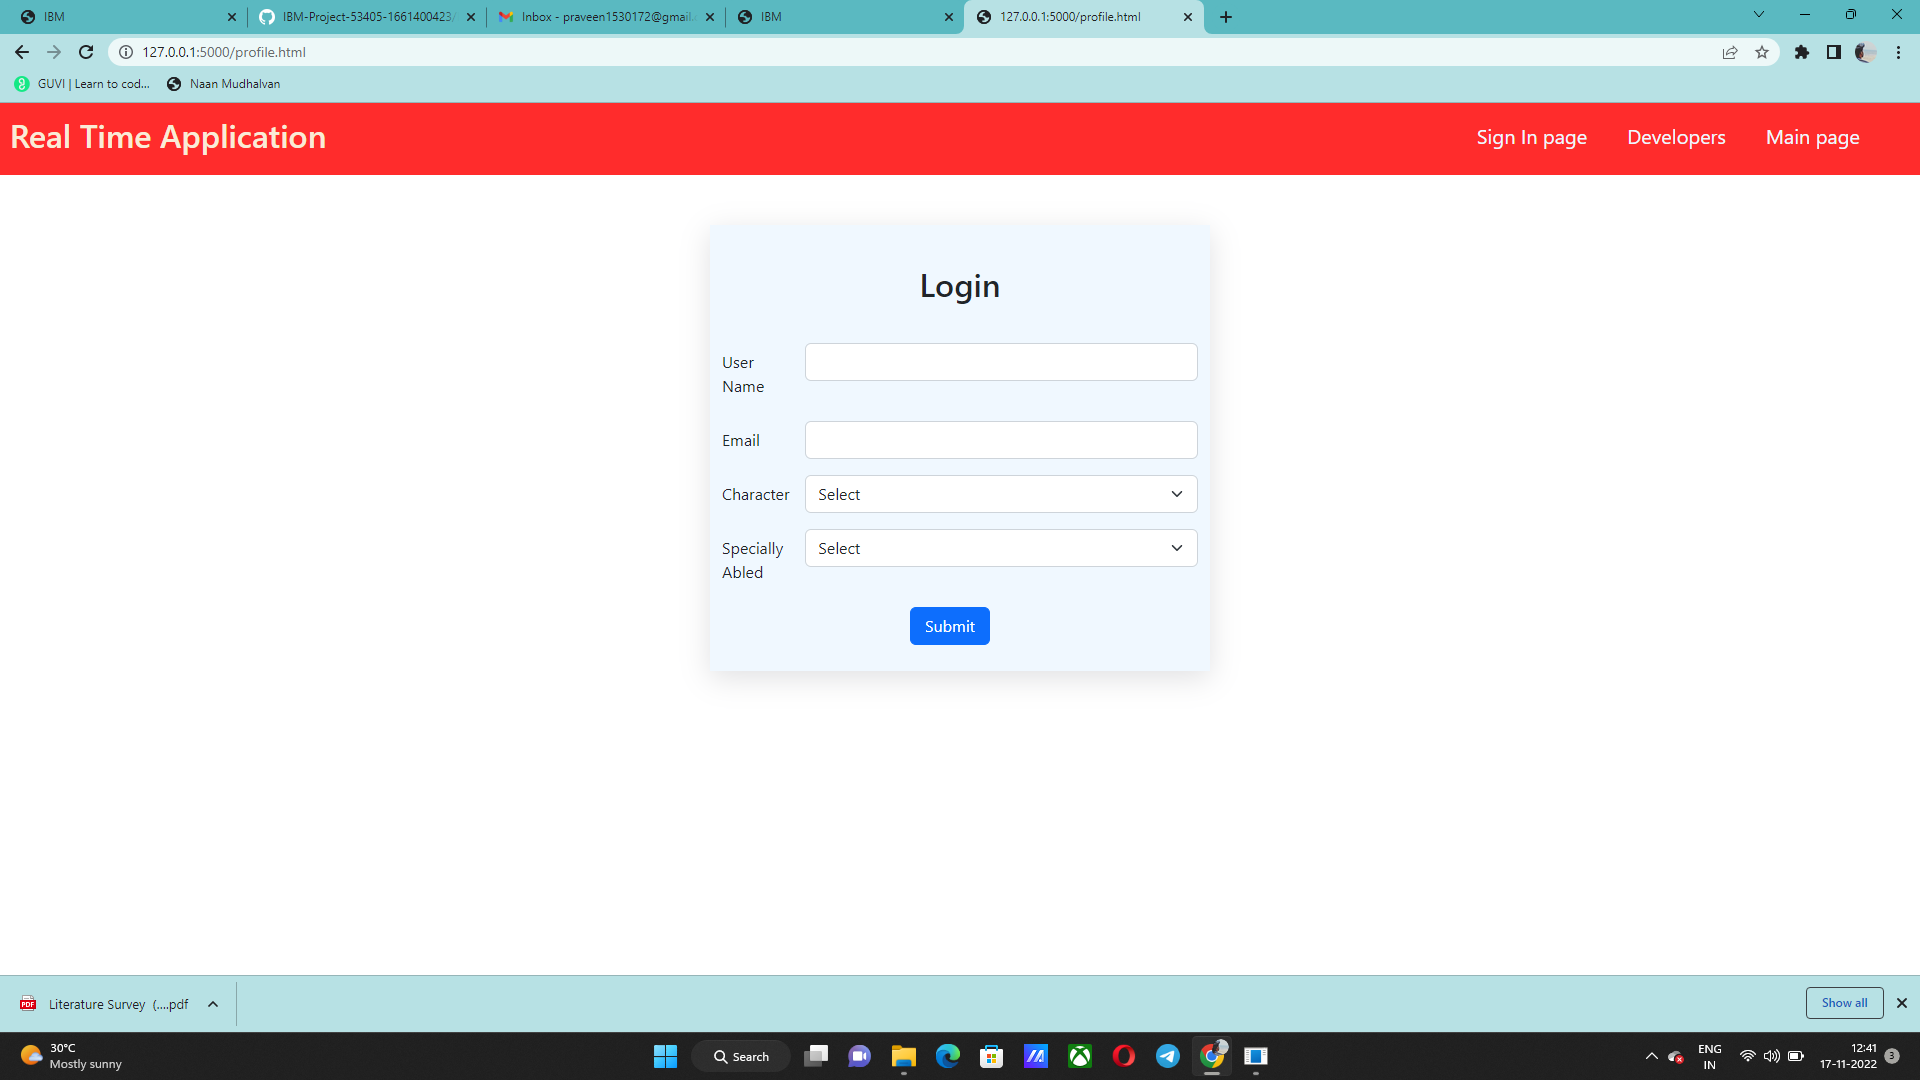 IBM
IBM-Project-53405-1661400423/
Inbox - praveen1530172@gmail.
IBM
127.0.0.1:5000/profile.html
127.0.0.1:5000/profile.html
GUVI | Learn to cod...
Naan Mudhalvan
Real Time Application
Sign In page
Developers
Main page
Login
User
Name
Email
Character
Select
Specially
Abled
Select
Submit
Literature Survey (....pdf
Show all
30°C
Mostly sunny
Search
ENG
IN
12:41
17-11-2022
3